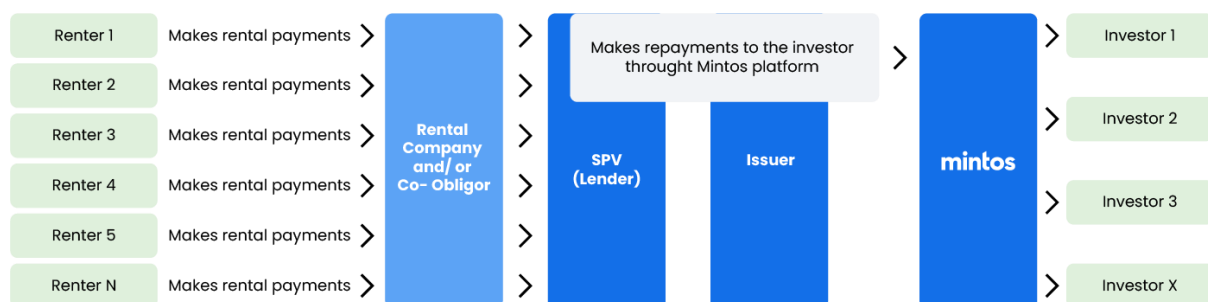 Renter 1 Makes rental payments
Renter 2 Makes rental payments
Renter 3 Makes rental payments
Renter 4 Makes rental payments
Renter 5 Makes rental payments
Renter N Makes rental payments
Rental
Company
and/ or
Co- Obligor
SPV
(Lender)
Makes repayments to the investor
throught Mintos platform
Issuer
mintos
Investor 1
Investor 2
Investor 3
Investor X